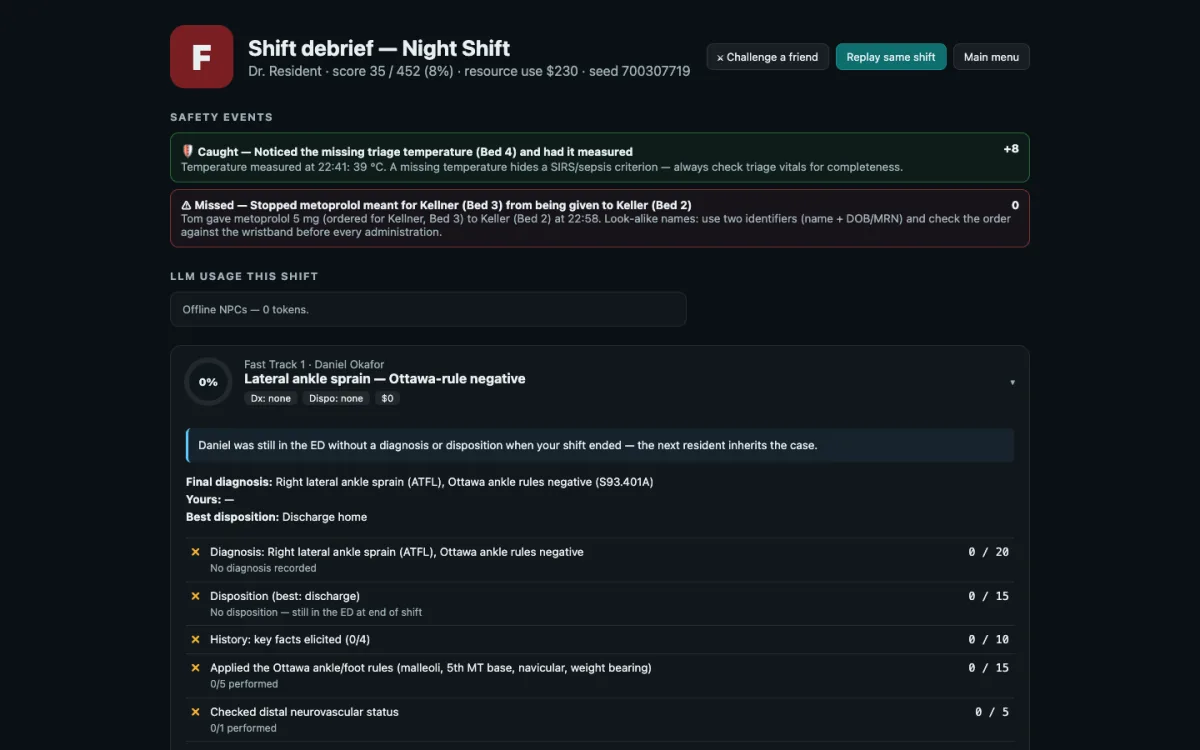 F
Shift debrief — Night Shift
Dr. Resident · score 35 / 452 (8%) · resource use $230 · seed 700307719
⚔ Challenge a friend
Replay same shift
Main menu
SAFETY EVENTS
Caught — Noticed the missing triage temperature (Bed 4) and had it measured
+8
Temperature measured at 22:41: 39 °C. A missing temperature hides a SIRS/sepsis criterion — always check triage vitals for completeness.
⚠ Missed — Stopped metoprolol meant for Kellner (Bed 3) from being given to Keller (Bed 2)
0
Tom gave metoprolol 5 mg (ordered for Kellner, Bed 3) to Keller (Bed 2) at 22:58. Look-alike names: use two identifiers (name + DOB/MRN) and check the order
against the wristband before every administration.
LLM USAGE THIS SHIFT
Offline NPCs — 0 tokens.
0%
Fast Track 1 · Daniel Okafor
Lateral ankle sprain — Ottawa-rule negative
Dx: none
Dispo: none
$0
▾
Daniel was still in the ED without a diagnosis or disposition when your shift ended — the next resident inherits the case.
Final diagnosis: Right lateral ankle sprain (ATFL), Ottawa ankle rules negative (S93.401A)
Yours: —
Best disposition: Discharge home
✕ Diagnosis: Right lateral ankle sprain (ATFL), Ottawa ankle rules negative
0 / 20
No diagnosis recorded
✕ Disposition (best: discharge)
0 / 15
No disposition — still in the ED at end of shift
✕ History: key facts elicited (0/4)
0 / 10
✕ Applied the Ottawa ankle/foot rules (malleoli, 5th MT base, navicular, weight bearing)
0 / 15
0/5 performed
✕ Checked distal neurovascular status
0 / 5
0/1 performed